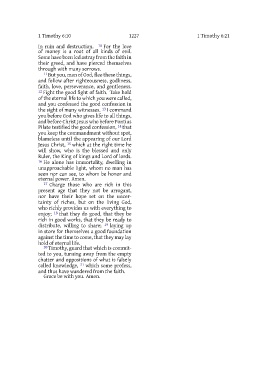 1 Timothy 6:10 1227 1 Timothy 6:21
in ruin and destruction. 10 For the love
of money is a root of all kinds of evil.
Some have been led astray from the faith in
their greed, and have pierced themselves
through with many sorrows.
11 But you, man of God, flee these things,
and follow after righteousness, godliness,
faith, love, perseverance, and gentleness.
12 Fight the good fight of faith. Take hold
of the eternal life to which you were called,
and you confessed the good confession in
the sight of many witnesses. 13 I command
you before God who gives life to all things,
and before Christ Jesus who before Pontius
Pilate testified the good confession, 14 that
you keep the commandment without spot,
blameless until the appearing of our Lord
Jesus Christ, 15 which at the right time he
will show, who is the blessed and only
Ruler, the King of kings and Lord of lords.
16 He alone has immortality, dwelling in
unapproachable light, whom no man has
seen nor can see, to whom be honor and
eternal power. Amen.
17 Charge those who are rich in this
present age that they not be arrogant,
nor have their hope set on the uncer-
tainty of riches, but on the living God,
who richly provides us with everything to
enjoy; 18 that they do good, that they be
rich in good works, that they be ready to
distribute, willing to share; 19 laying up
in store for themselves a good foundation
against the time to come, that they may lay
hold of eternal life.
20 Timothy, guard that which is commit-
ted to you, turning away from the empty
chatter and oppositions of what is falsely
called knowledge, 21 which some profess,
and thus have wandered from the faith.
Grace be with you. Amen.